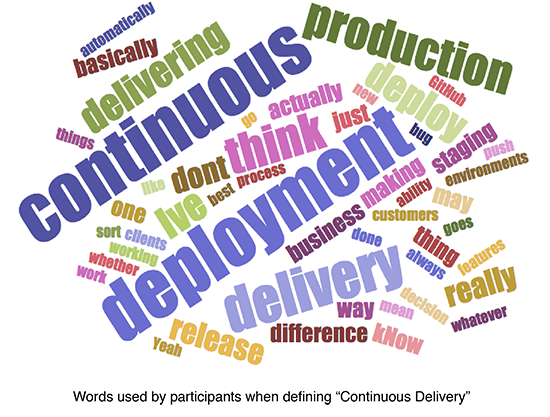 automatically
basically
production
delivering
continuous
deploy
GitHub
actually
new
go
just
bug
things
think
staging
push
like
dont
process
environments
best
making
ability
one
Ive
deployment
may
customers
business
goes
sort
clients
working
done
thing
whether
always
features
work
delivery
really
way
mean
decision
whatever
release
difference
kNow
Yeah
Words used by participants when defining “Continuous Delivery”